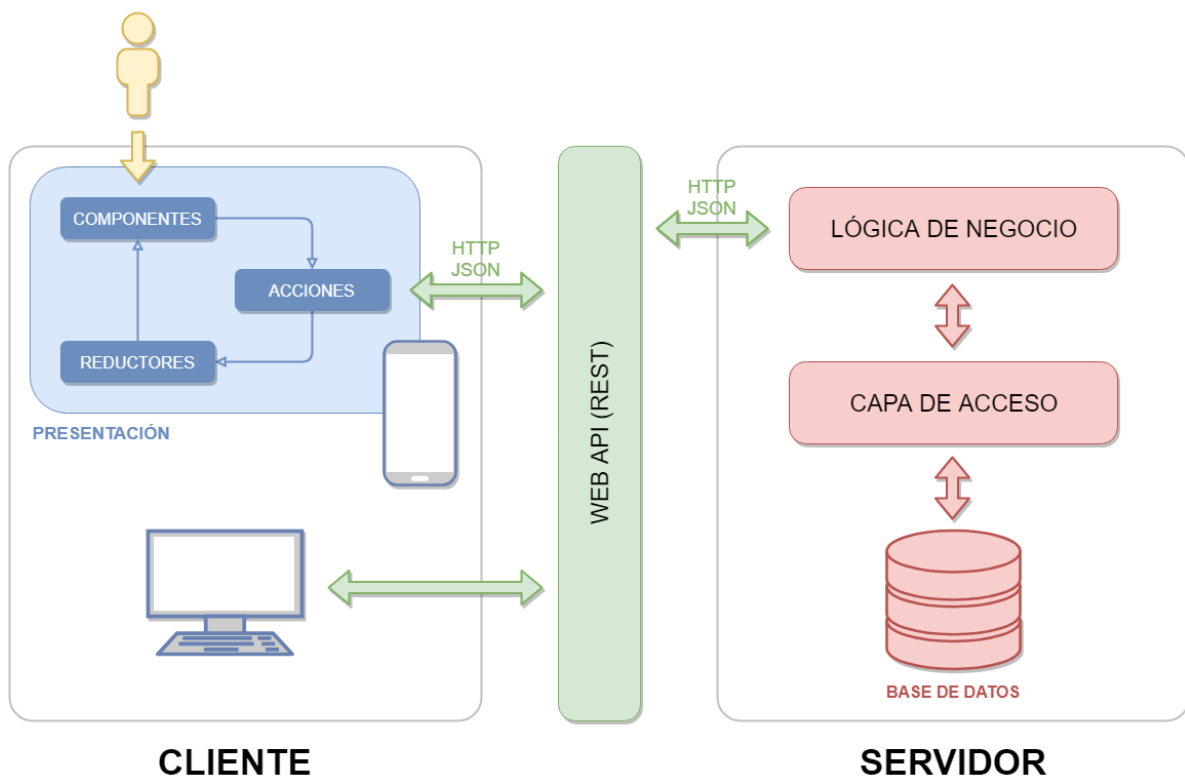 COMPONENTES
ACCIONES
REDUCTORES
PRESENTACIÓN
HTTP
JSON
WEB API (REST)
HTTP
JSON
LÓGICA DE NEGOCIO
CAPA DE ACCESO
BASE DE DATOS
CLIENTE
SERVIDOR